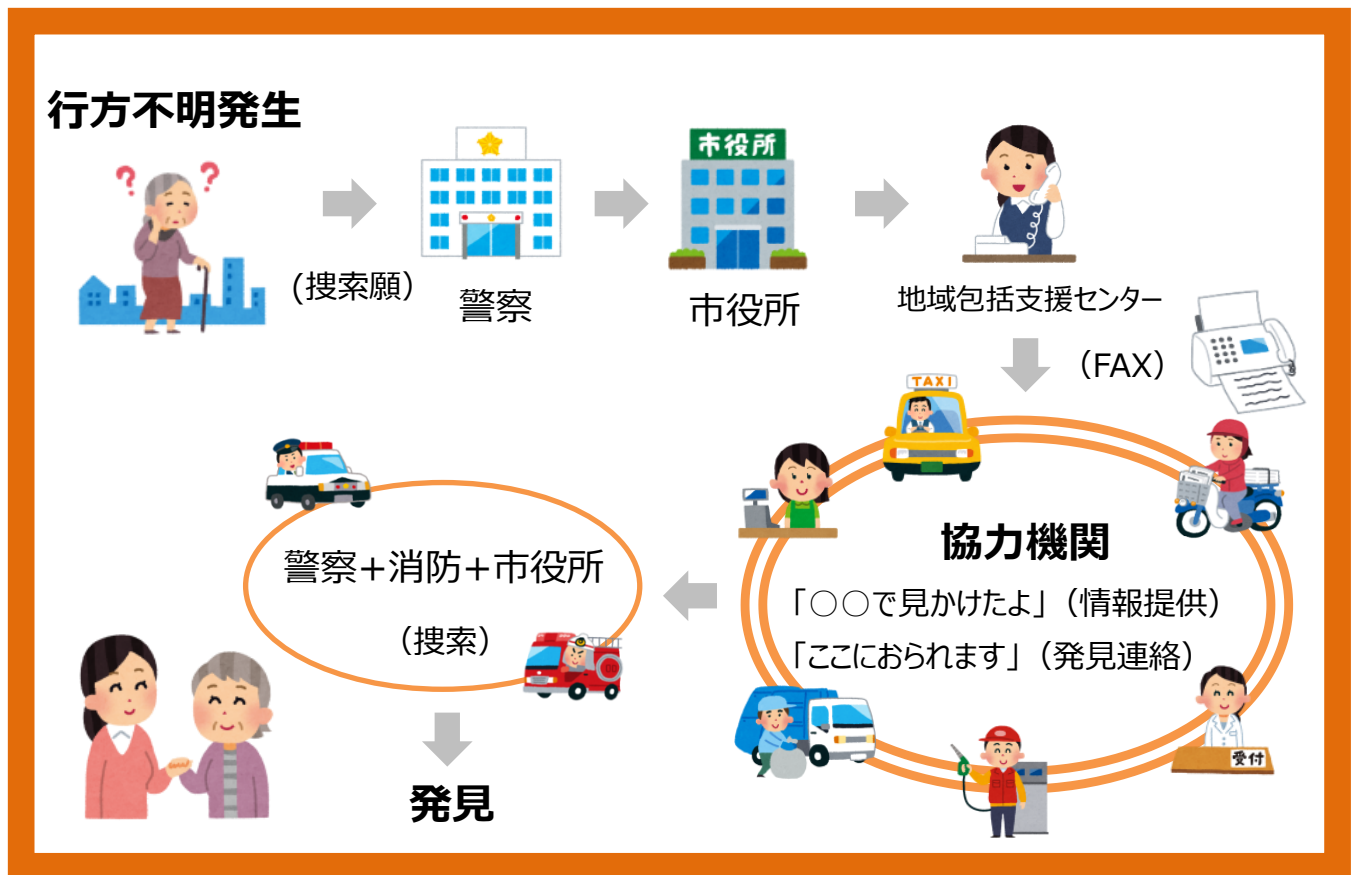 行方不明発生
市役所
(捜索願）
警察
市役所
地域包括支援センター
（FAX）
TAXI
協力機関
「○○で見かけたよ」（情報提供）
「ここにおられます」（発見連絡）
受付
警察+消防+市役所
（捜索）
発見